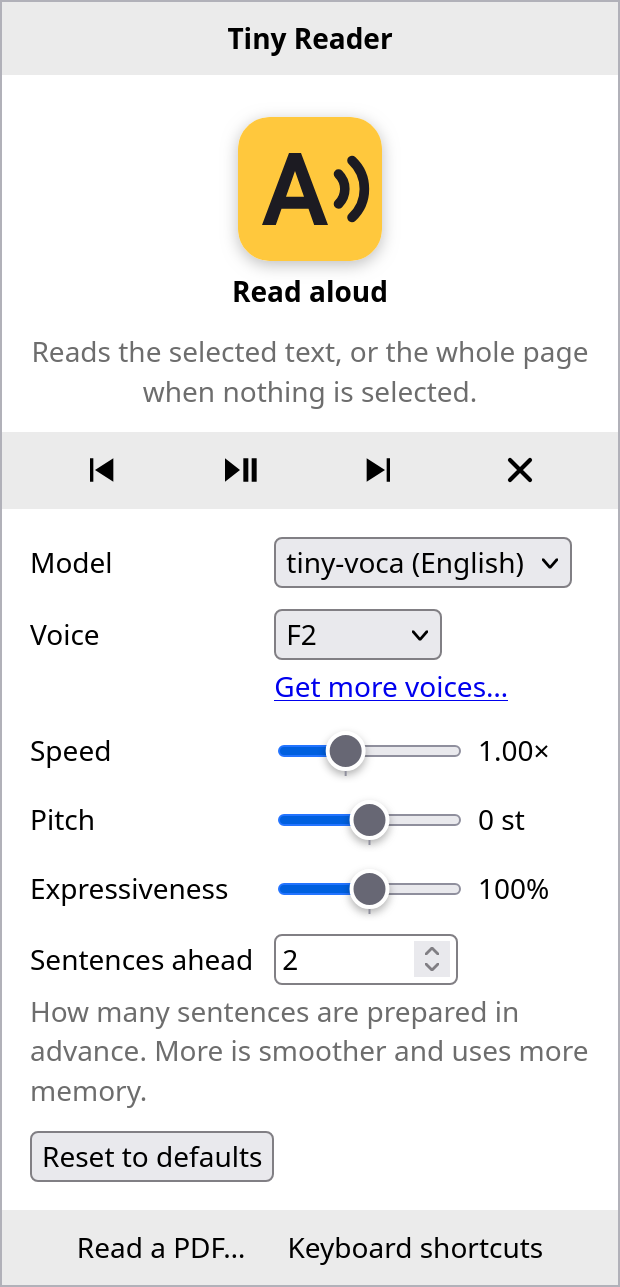 Tiny Reader
A
Read aloud
Reads the selected text, or the whole page
when nothing is selected.
Model tiny-voca (English)
Voice F2
Get more voices...
Speed 1.00×
Pitch 0 st
Expressiveness 100%
Sentences ahead 2
How many sentences are prepared in
advance. More is smoother and uses more
memory.
Reset to defaults
Read a PDF... Keyboard shortcuts